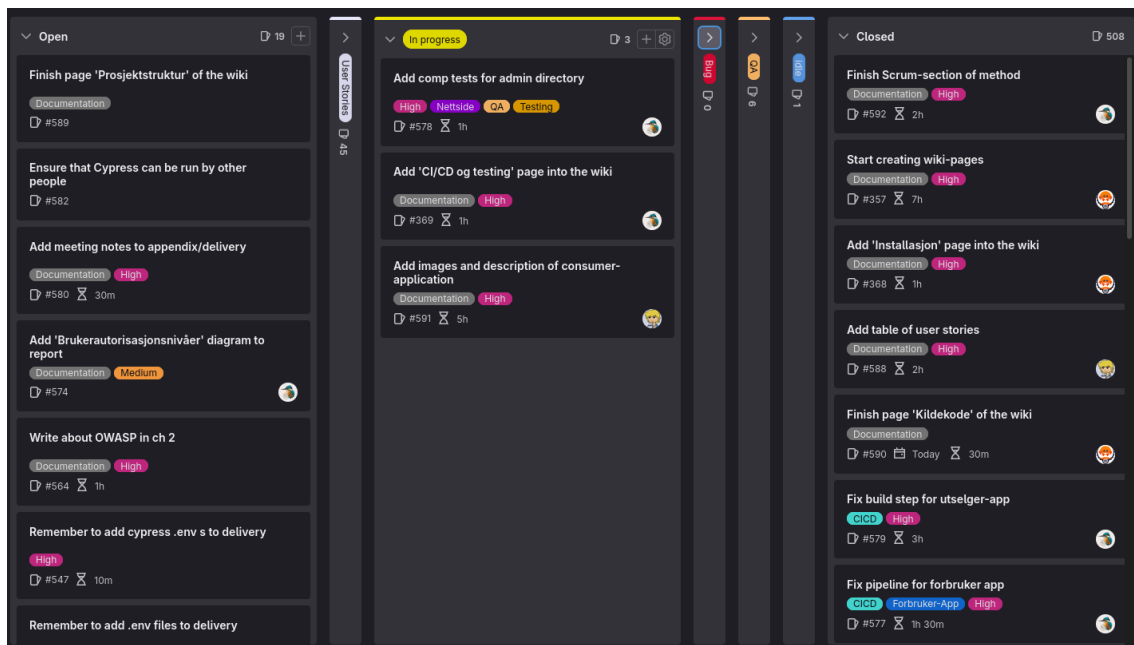 Open
19
Finish page 'Prosjektstruktur' of the wiki
Documentation
#589
Ensure that Cypress can be run by other
people
#582
Add meeting notes to appendix/delivery
Documentation High
#580 30m
Add 'Brukerautorisasjonsnivåer' diagram to
report
Documentation Medium
#574
Write about OWASP in ch 2
Documentation High
#564 1h
Remember to add cypress .env s to delivery
High
#547 10m
Remember to add .env files to delivery
User Stories
45
In progress
3
Add comp tests for admin directory
High Nettside QA Testing
#578 1h
Add 'CI/CD og testing' page into the wiki
Documentation High
#369 1h
Add images and description of consumer-
application
Documentation High
#591 5h
Bug
0
QA
6
Idle
1
Closed
508
Finish Scrum-section of method
Documentation High
#592 2h
Start creating wiki-pages
Documentation High
#357 7h
Add 'Installasjon' page into the wiki
Documentation High
#368 1h
Add table of user stories
Documentation High
#588 2h
Finish page 'Kildekode' of the wiki
Documentation
#590 Today 30m
Fix build step for utselger-app
CICD High
#579 3h
Fix pipeline for forbruker app
CICD Forbruker-App High
#577 1h 30m